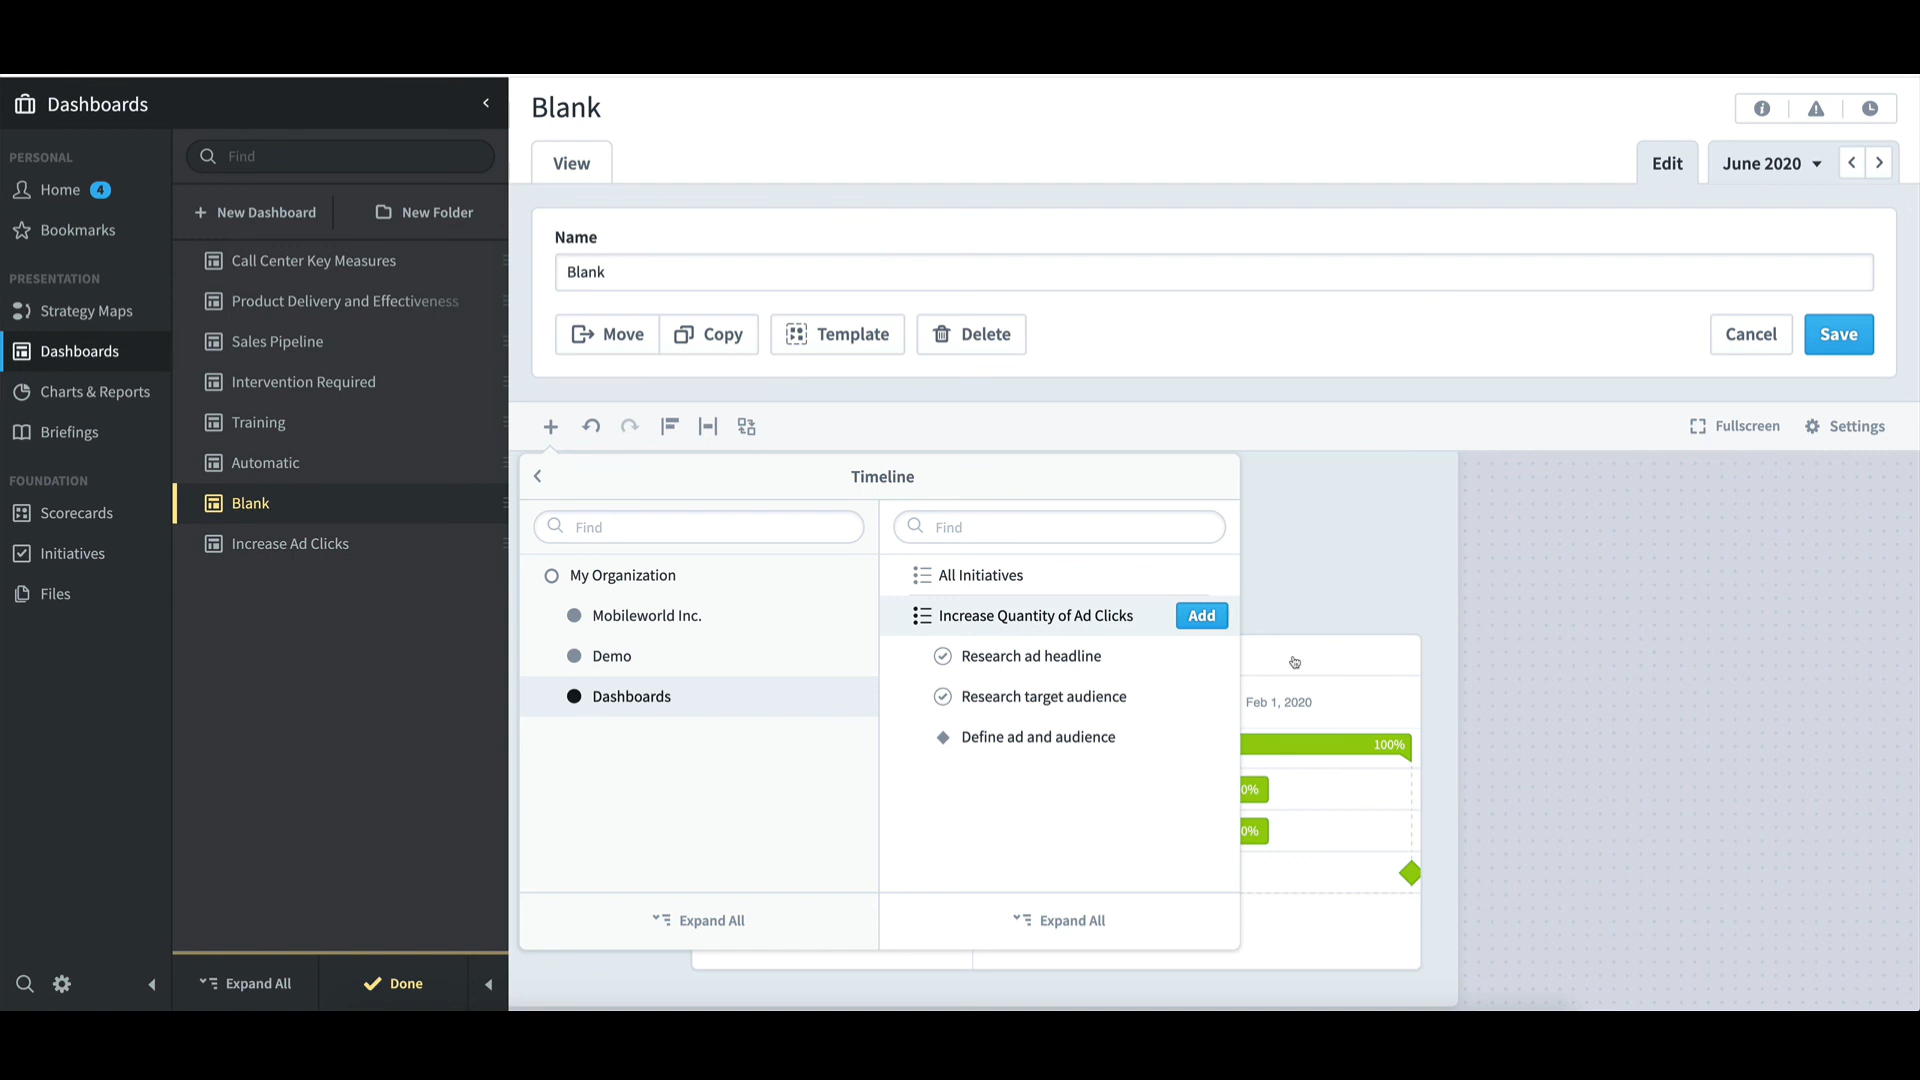 Dashboards
PERSONAL
Home 4
Bookmarks
PRESENTATION
Strategy Maps
Dashboards
Charts & Reports
Briefings
FOUNDATION
Scorecards
Initiatives
Files
Find
New Dashboard
New Folder
Call Center Key Measures
Product Delivery and Effectiveness
Sales Pipeline
Intervention Required
Training
Automatic
Blank
Increase Ad Clicks
Expand All
Done
Blank
View
Edit
June 2020
Name
Blank
Move
Copy
Template
Delete
Cancel
Save
Fullscreen
Settings
Timeline
Find
Find
My Organization
Mobileworld Inc.
Demo
Dashboards
Expand All
All Initiatives
Increase Quantity of Ad Clicks
Add
Research ad headline
Research target audience
Define ad and audience
Expand All
Feb 1, 2020
100%
0%
0%